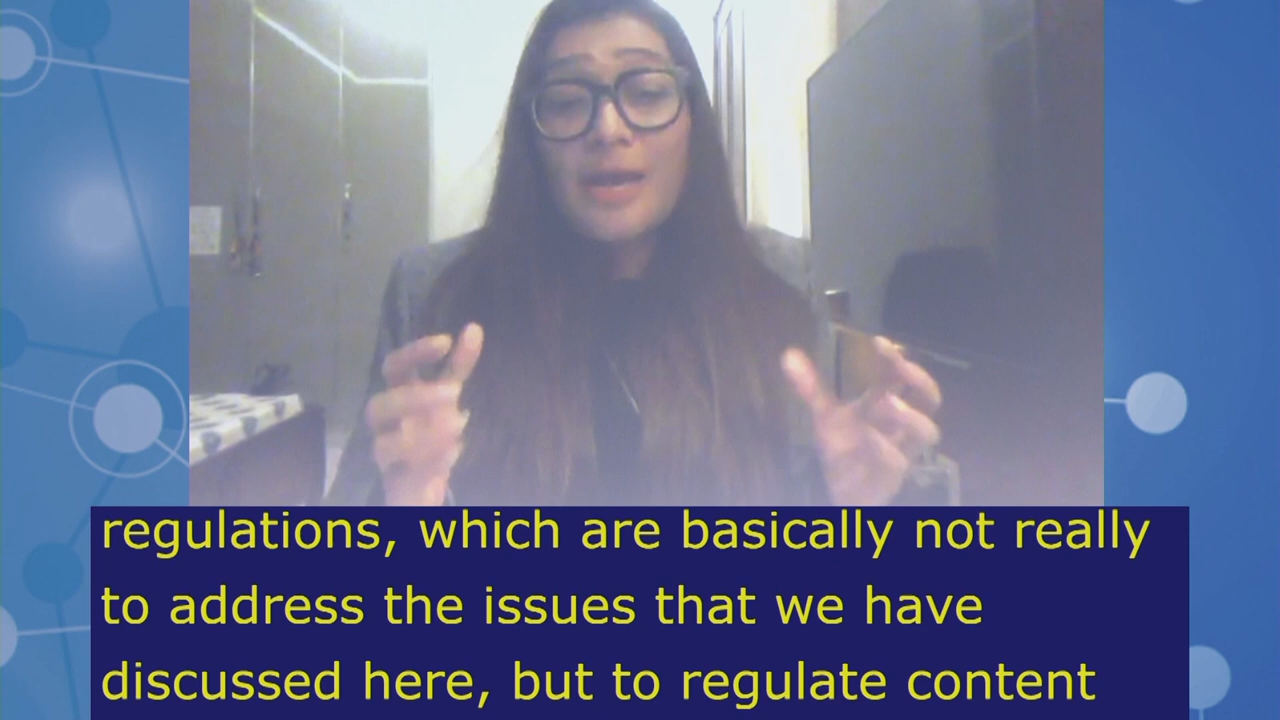 regulations, which are basically not really
to address the issues that we have
discussed here, but to regulate content